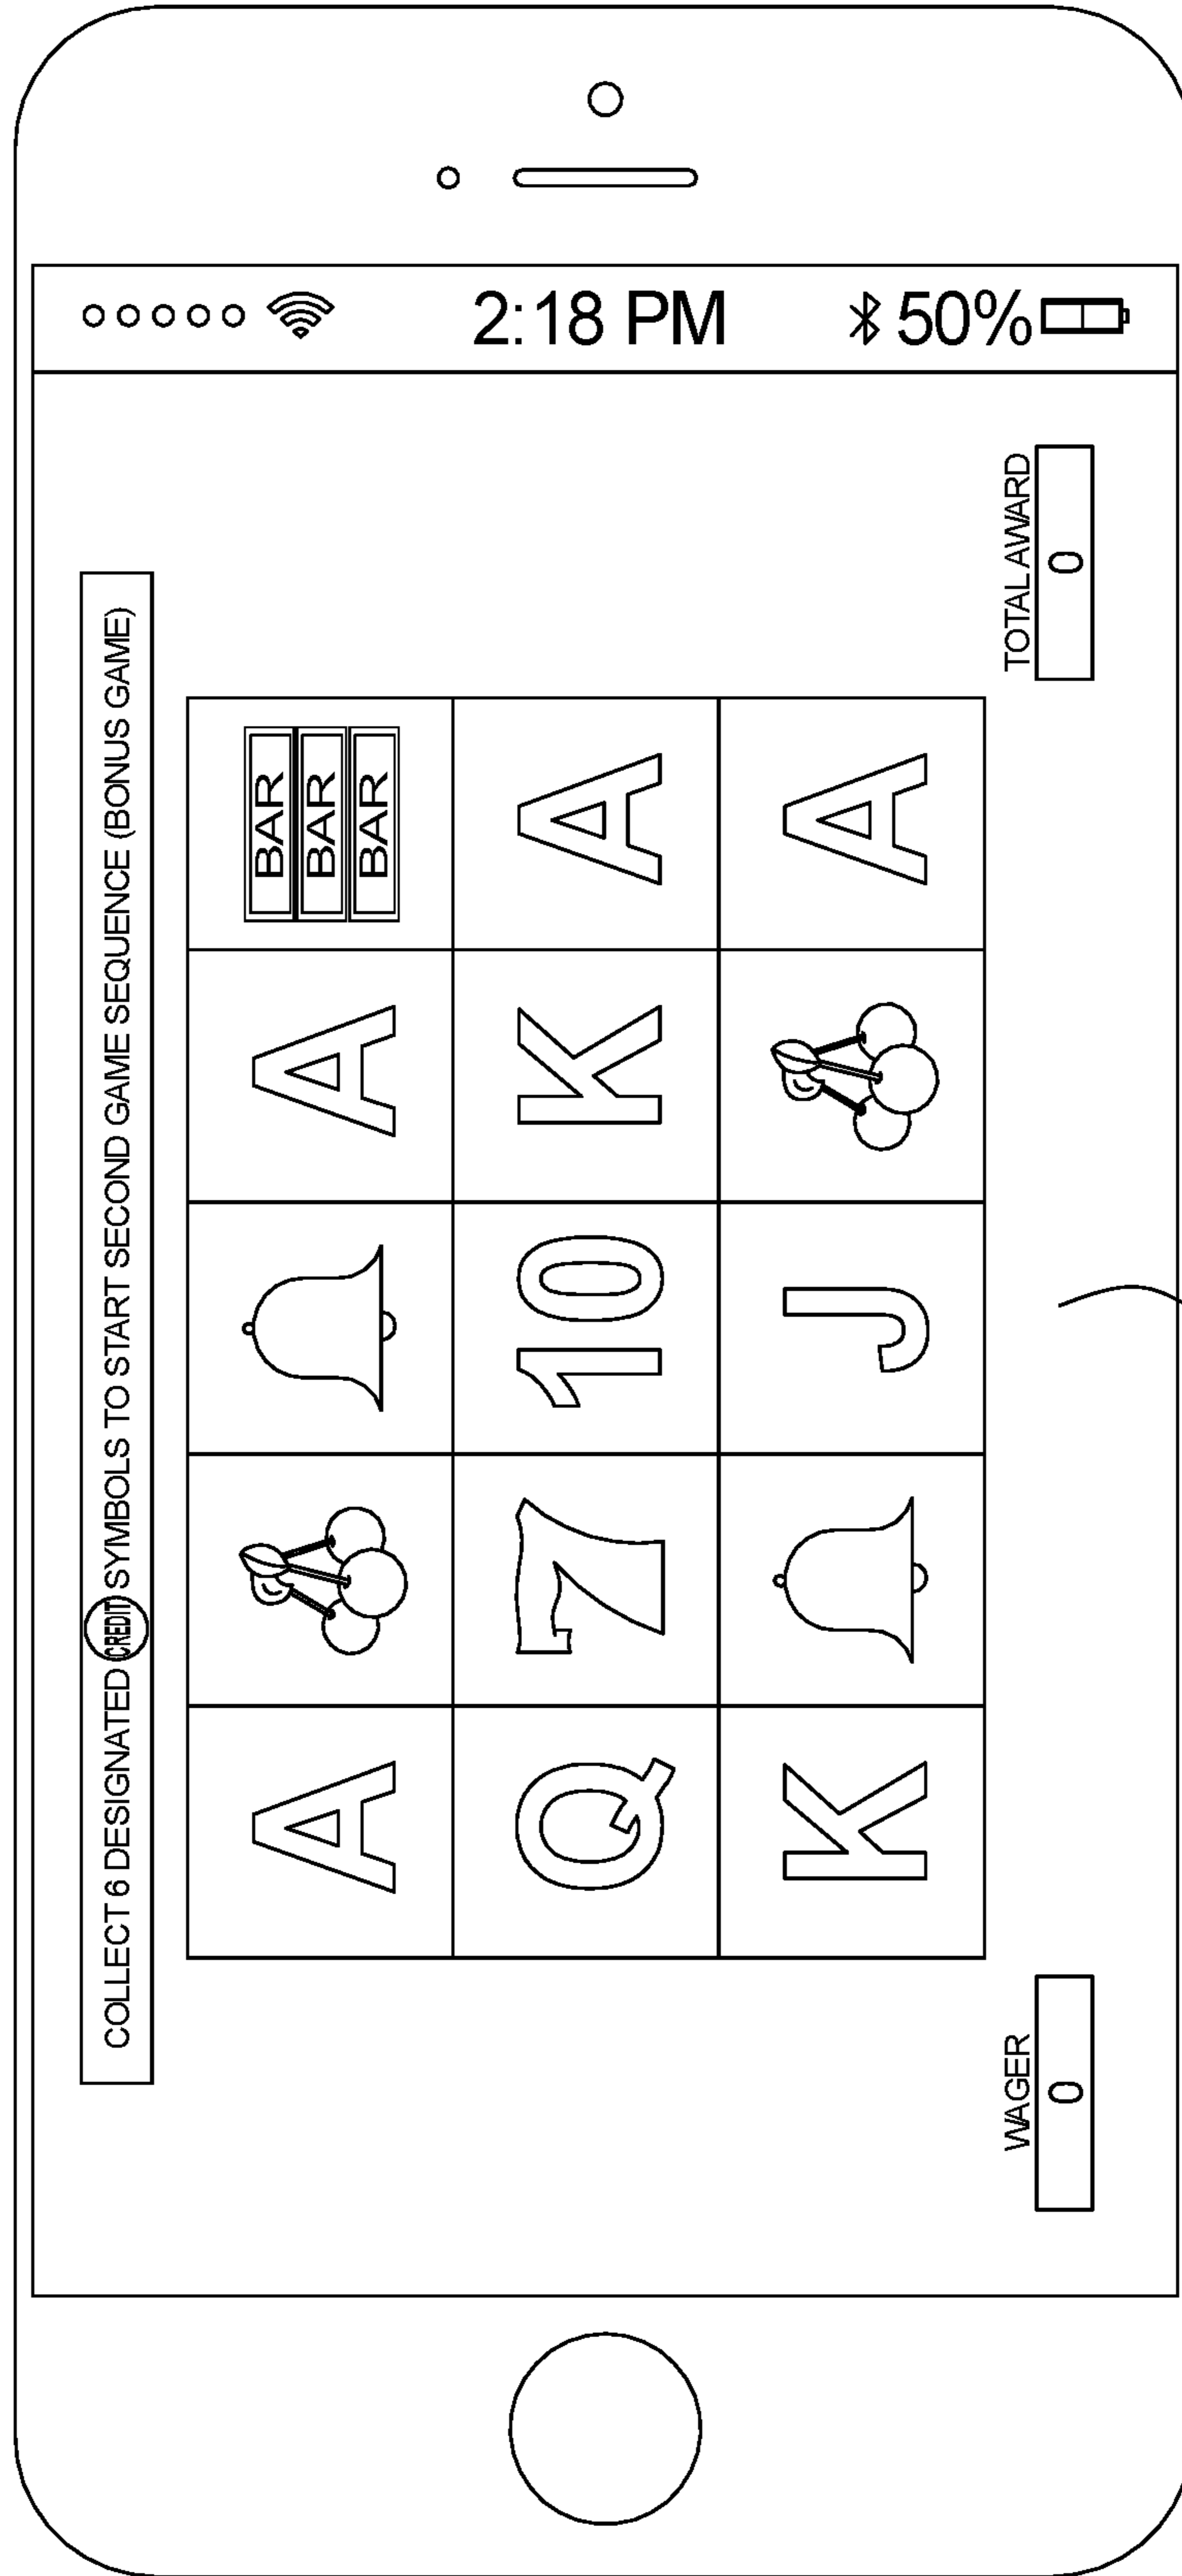 2:18 PM 50%
COLLECT 6 DESIGNATED CREDIT SYMBOLS TO START SECOND GAME SEQUENCE (BONUS GAME)
A A BAR
BAR
BAR
Q 7 10 K A
K J A
WAGER
0
TOTAL AWARD
0